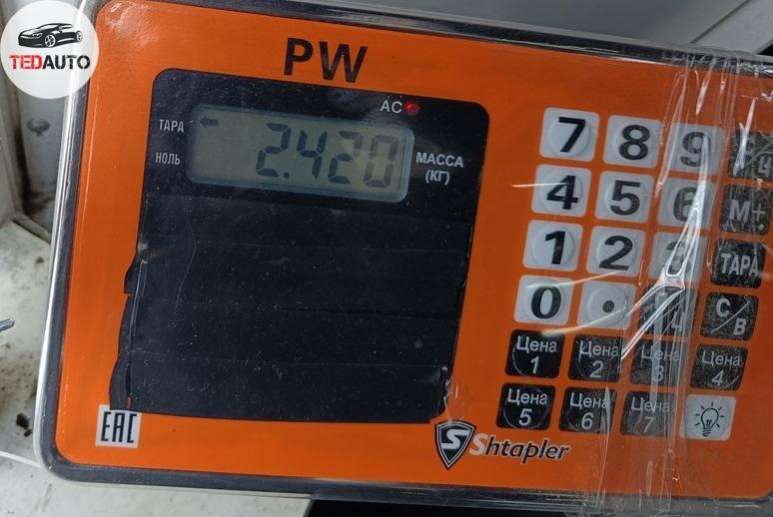 TEDAUTO
PW
AC
ТАРА
НОЛЬ
2.420
МАССА
(КГ)
7 8 9
4 5 6 М+
1 2 3 ТАРА
0 • С/В
Цена 1 Цена 2 Цена 3 Цена 4
Цена 5 Цена 6 Цена 7
EAC
S Shtapler